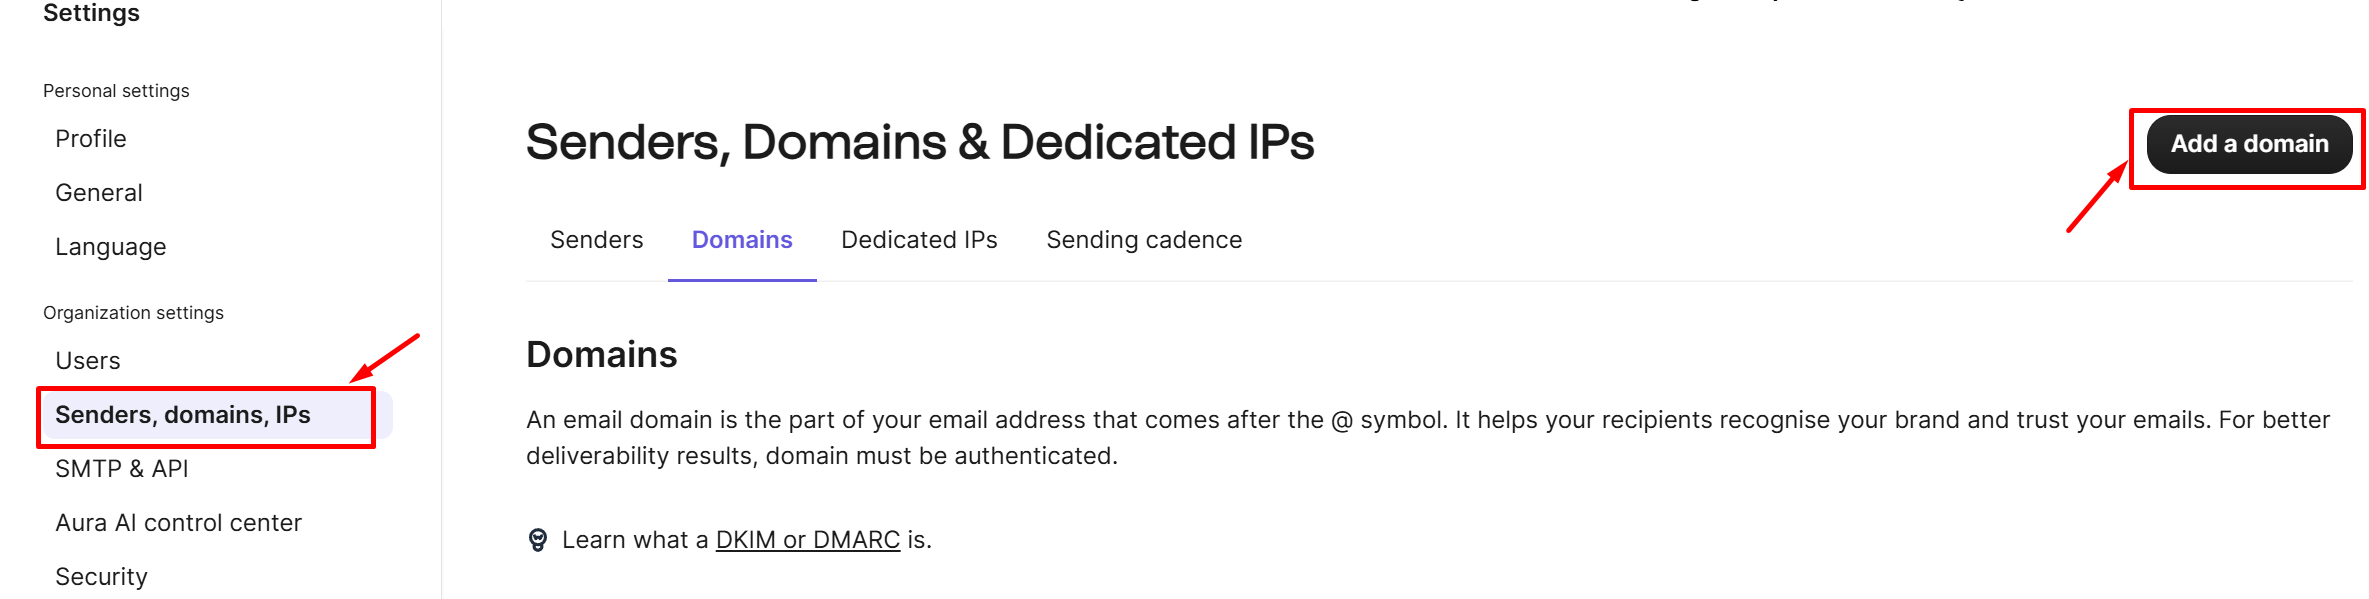 Settings
Personal settings
Profile
General
Language
Organization settings
Users
Senders, domains, IPs
SMTP & API
Aura AI control center
Security
Senders, Domains & Dedicated IPs
Add a domain
Senders
Domains
Dedicated IPs
Sending cadence
Domains
An email domain is the part of your email address that comes after the @ symbol. It helps your recipients recognise your brand and trust your emails. For better
deliverability results, domain must be authenticated.
Learn what a DKIM or DMARC is.